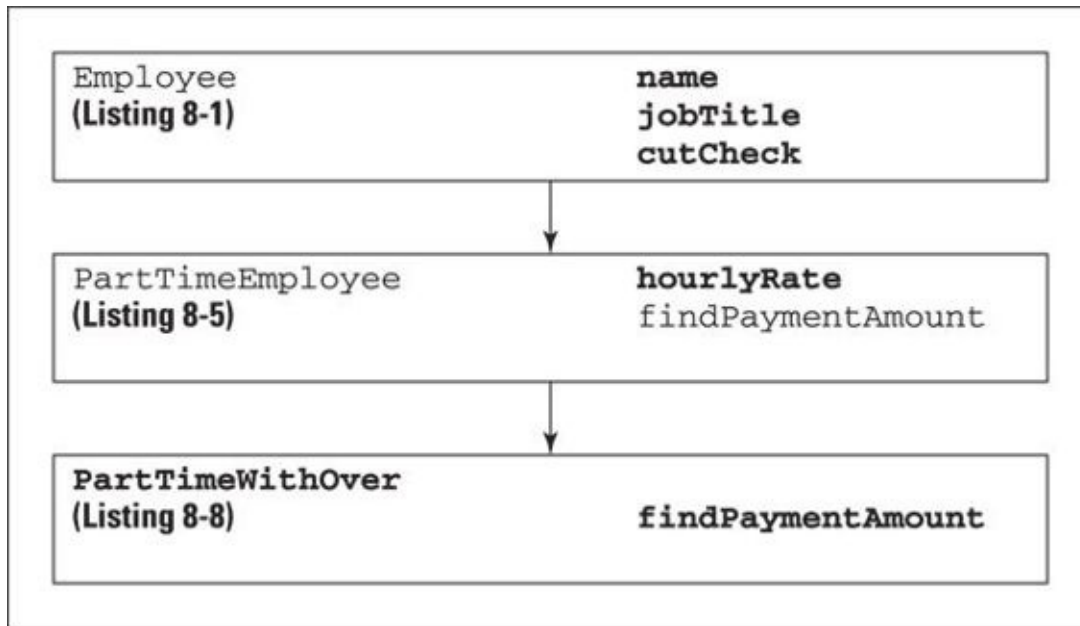 Employee
(Listing 8-1)
name
jobTitle
cutCheck
PartTimeEmployee
(Listing 8-5)
hourlyRate
findPaymentAmount
PartTimeWithOver
(Listing 8-8)
findPaymentAmount